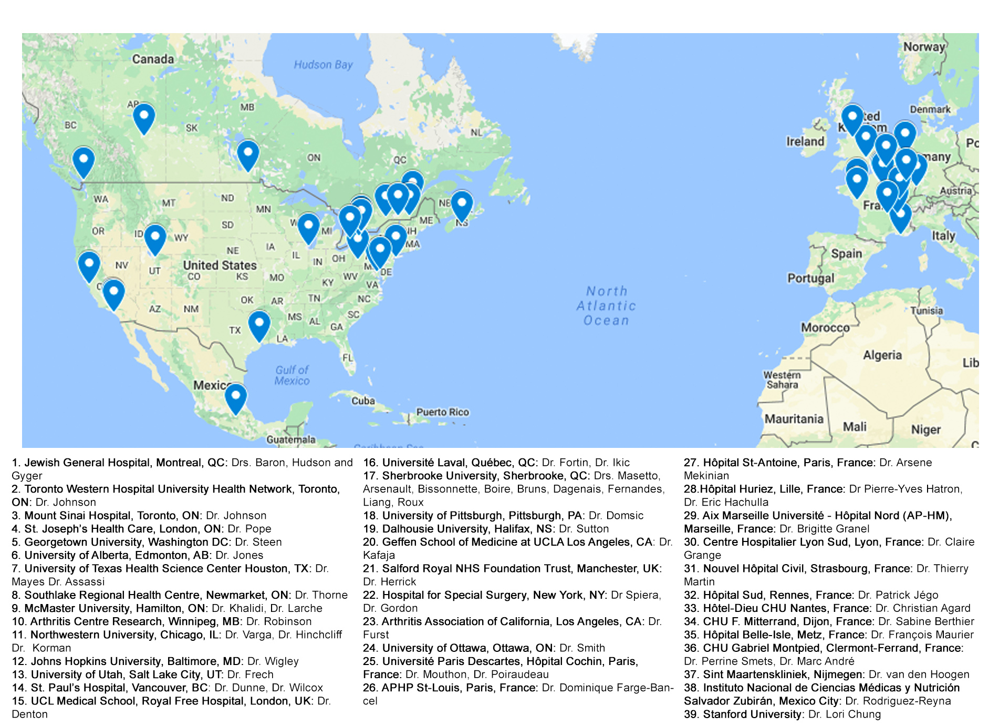 Canada
Hudson Bay
Norway
AB
MB
BC
SK
NL
ON
QC
United
Kingdom
Denmark
Ireland
Germany
Austria
WA
MT
ND
MN
NB
ME
NS
OR
ID
WY
SD
MI
NH
MA
France
Italy
NV
UT
United States
CO
NE
IA
IL
IN
OH
KS
MO
KY
WV
VA
DE
Spain
Portugal
AZ
NM
OK
AR
TN
NC
MS
AL
SC
GA
TX
LA
FL
North
Atlantic
Ocean
Tunisia
Morocco
Algeria
Lib
Western
Sahara
Gulf of
Mexico
Mexico
Cuba
Puerto Rico
Mauritania
Mali
Niger
Guatemala
Caribbean Sea
1. Jewish General Hospital, Montreal, QC: Drs. Baron, Hudson and
Gyger
2. Toronto Western Hospital University Health Network, Toronto,
ON: Dr. Johnson
3. Mount Sinai Hospital, Toronto, ON: Dr. Johnson
4. St. Joseph’s Health Care, London, ON: Dr. Pope
5. Georgetown University, Washington DC: Dr. Steen
6. University of Alberta, Edmonton, AB: Dr. Jones
7. University of Texas Health Science Center Houston, TX: Dr.
Mayes Dr. Assassi
8. Southlake Regional Health Centre, Newmarket, ON: Dr. Thorne
9. McMaster University, Hamilton, ON: Dr. Khalidi, Dr. Larche
10. Arthritis Centre Research, Winnipeg, MB: Dr. Robinson
11. Northwestern University, Chicago, IL: Dr. Varga, Dr. Hinchcliff
Dr. Korman
12. Johns Hopkins University, Baltimore, MD: Dr. Wigley
13. University of Utah, Salt Lake City, UT: Dr. Frech
14. St. Paul’s Hospital, Vancouver, BC: Dr. Dunne, Dr. Wilcox
15. UCL Medical School, Royal Free Hospital, London, UK: Dr.
Denton
16. Université Laval, Québec, QC: Dr. Fortin, Dr. Ikic
17. Sherbrooke University, Sherbrooke, QC: Drs. Masetto,
Arsenault, Bissonnette, Boire, Bruns, Dagenais, Fernandes,
Liang, Roux
18. University of Pittsburgh, Pittsburgh, PA: Dr. Domsic
19. Dalhousie University, Halifax, NS: Dr. Sutton
20. Geffen School of Medicine at UCLA Los Angeles, CA: Dr.
Kafaja
21. Salford Royal NHS Foundation Trust, Manchester, UK:
Dr. Herrick
22. Hospital for Special Surgery, New York, NY: Dr Spiera,
Dr. Gordon
23. Arthritis Association of California, Los Angeles, CA: Dr.
Furst
24. University of Ottawa, Ottawa, ON: Dr. Smith
25. Université Paris Descartes, Hôpital Cochin, Paris,
France: Dr. Mouthon, Dr. Poiraudeau
26. APHP St-Louis, Paris, France: Dr. Dominique Farge-Ban-
cel
27. Hôpital St-Antoine, Paris, France: Dr. Arsene
Mekinian
28.Hôpital Huriez, Lille, France: Dr Pierre-Yves Hatron,
Dr. Eric Hachulla
29. Aix Marseille Université - Hôpital Nord (AP-HM),
Marseille, France: Dr. Brigitte Granel
30. Centre Hospitalier Lyon Sud, Lyon, France: Dr. Claire
Grange
31. Nouvel Hôpital Civil, Strasbourg, France: Dr. Thierry
Martin
32. Hôpital Sud, Rennes, France: Dr. Patrick Jégo
33. Hôtel-Dieu CHU Nantes, France: Dr. Christian Agard
34. CHU F. Mitterrand, Dijon, France: Dr. Sabine Berthier
35. Hôpital Belle-Isle, Metz, France: Dr. François Maurier
36. CHU Gabriel Montpied, Clermont-Ferrand, France:
Dr. Perrine Smets, Dr. Marc André
37. Sint Maartenskliniek, Nijmegen: Dr. van den Hoogen
38. Instituto Nacional de Ciencias Médicas y Nutrición
Salvador Zubirán, Mexico City: Dr. Rodriguez-Reyna
39. Stanford University: Dr. Lori Chung